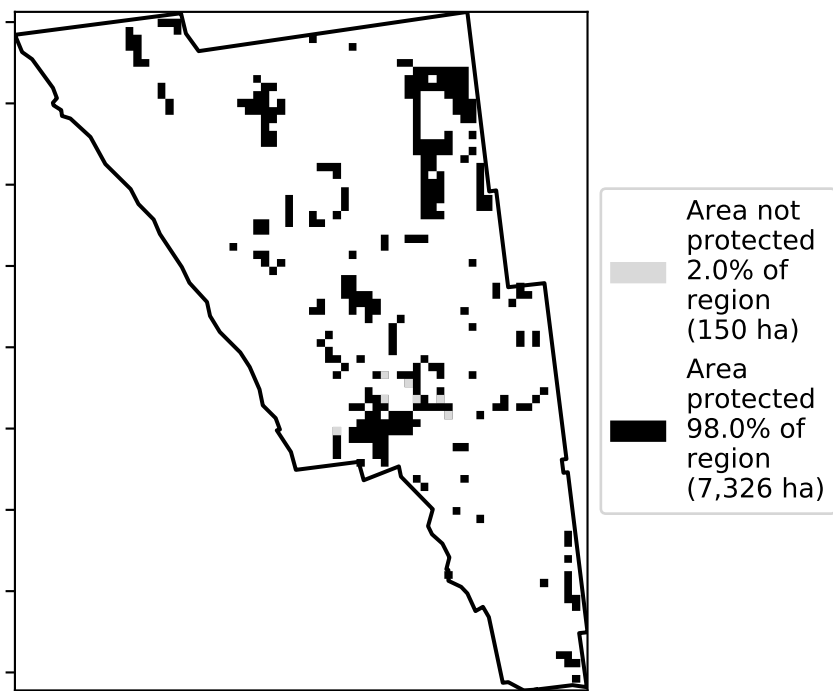 Area not
protected
2.0% of
region
(150 ha)
Area
protected
98.0% of
region
(7,326 ha)